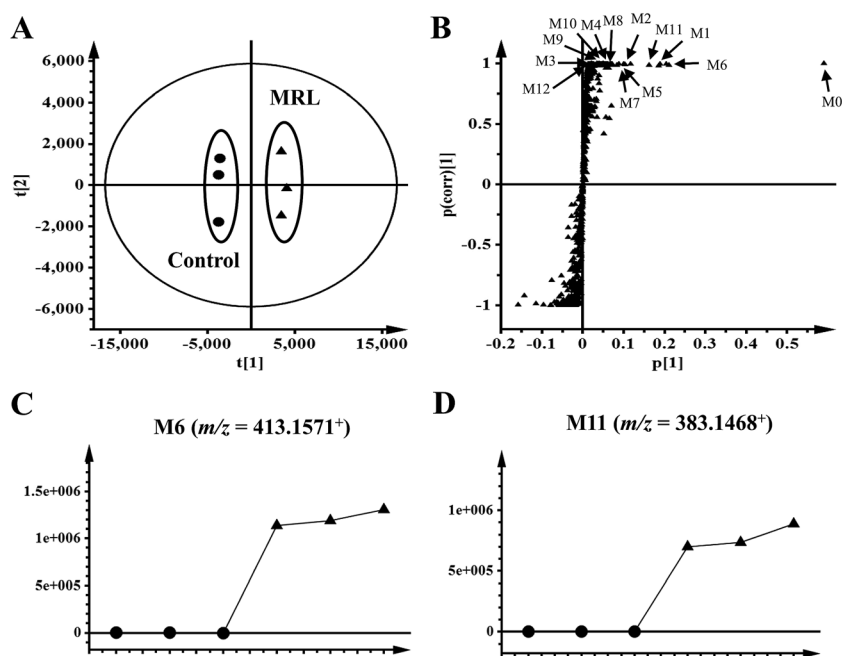 A
6,000
4,000
2,000
0
-2,000
-4,000
-6,000
t[2]
MRL
Control
-15,000
-5,000
5,000
15,000
t[1]
B
M10 M4 M8 M2 M11 M1
M9
M3
M12
M6
M5
M7
M0
1
0.5
0
-0.5
-1
p(corr)[1]
-0.2 -0.1 0 0.1 0.2 0.3 0.4 0.5
p[1]
C
M6 (m/z = 413.1571+)
1.5e+006
1e+006
5e+005
0
D
M11 (m/z = 383.1468+)
1e+006
5e+005
0